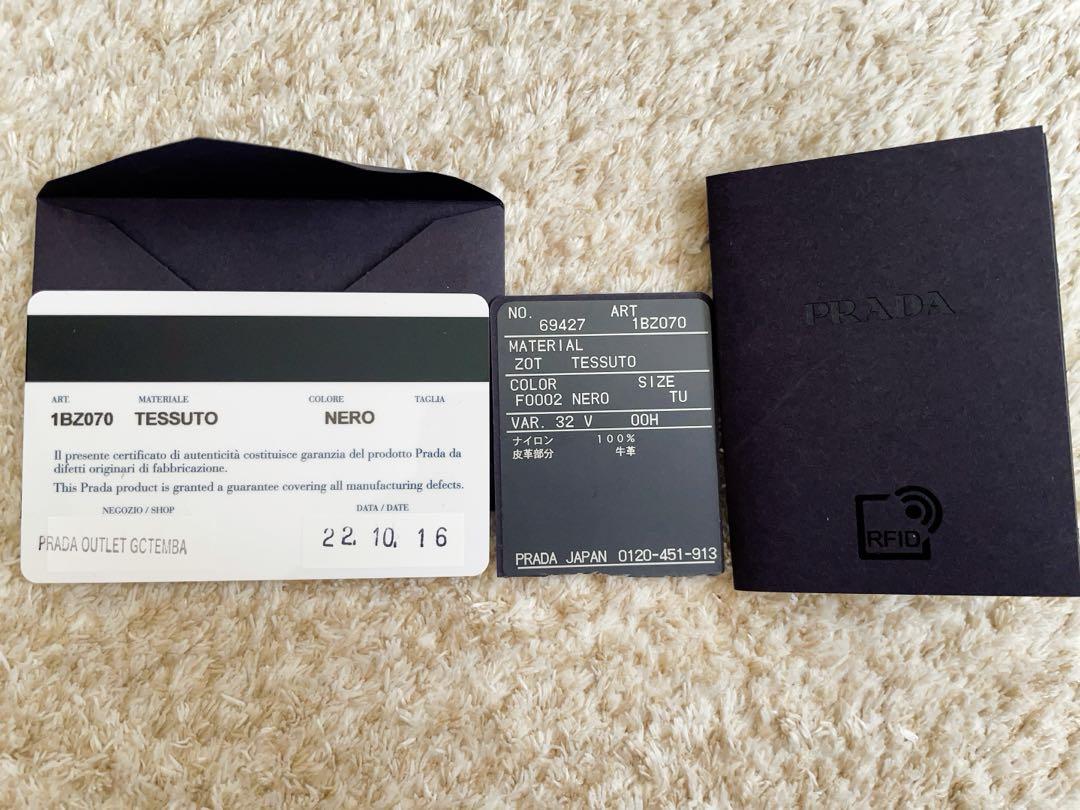 ART. MATERIALE COLORE TAGLIA
1BZ070 TESSUTO NERO
Il presente certificato di autenticità costituisce garanzia del prodotto Prada da
difetti originari di fabbricazione.
This Prada product is granted a guarantee covering all manufacturing defects.
NEGOZIO / SHOP DATA / DATE
PRADA OUTLET GCTEMBA 22. 10. 16
NO. ART
69427 1BZ070
MATERIAL
ZOT TESSUTO
COLOR SIZE
F0002 NERO TU
VAR. 32 V OOH
ナイロン 100%
皮革部分 牛革
PRADA JAPAN 0120-451-913
PRADA
RFID